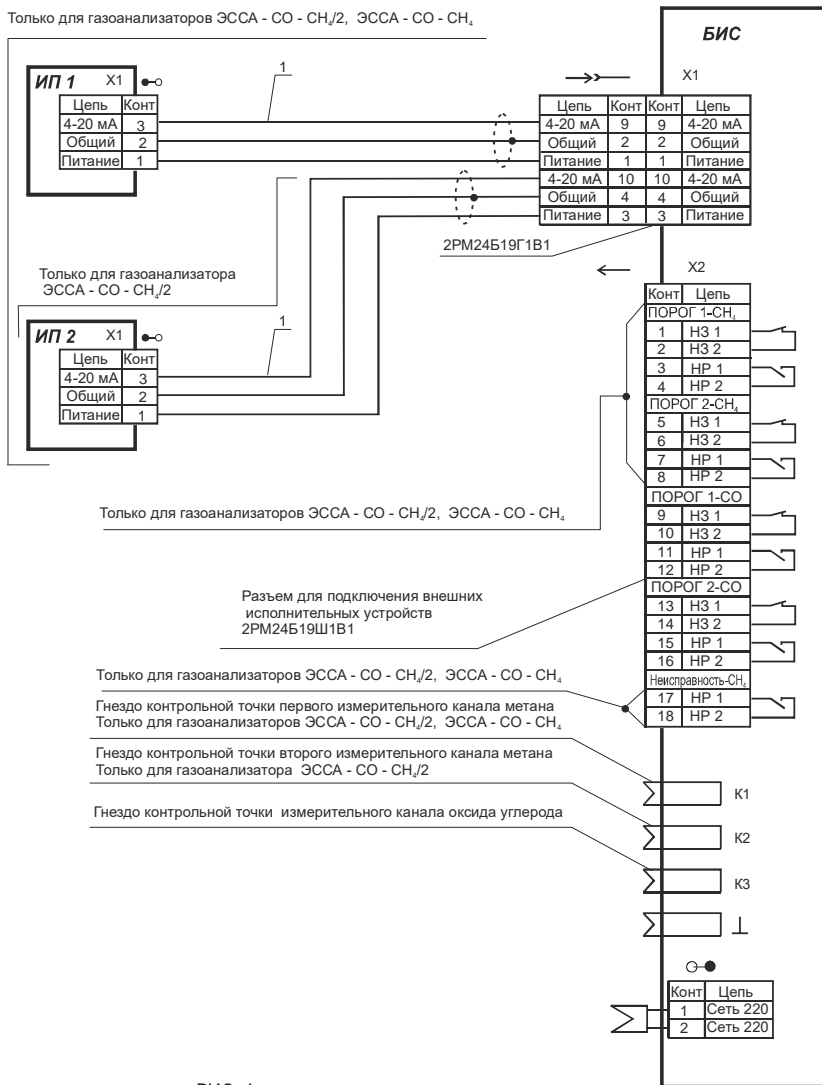 Только для газоанализаторов ЭССА - СО - СН₄/2, ЭССА - СО - СН₄
БИС
ИП 1 X1
1
X1
Цепь Конт
4-20 мА 3
Общий 2
Питание 1
Цепь Конт Конт Цепь
4-20 мА 9 9 4-20 мА
Общий 2 2 Общий
Питание 1 1 Питание
4-20 мА 10 10 4-20 мА
Общий 4 4 Общий
Питание 3 3 Питание
2РМ24Б19Г1В1
Только для газоанализатора
ЭССА - СО - СН₄/2
ИП 2 X1
1
Цепь Конт
4-20 мА 3
Общий 2
Питание 1
X2
Конт Цепь
ПОРОГ 1-СН₄
1 НЗ 1
2 НЗ 2
3 НР 1
4 НР 2
ПОРОГ 2-СН₄
5 НЗ 1
6 НЗ 2
7 НР 1
8 НР 2
ПОРОГ 1-СО
9 НЗ 1
10 НЗ 2
11 НР 1
12 НР 2
ПОРОГ 2-СО
13 НЗ 1
14 НЗ 2
15 НР 1
16 НР 2
Неисправность-СН₄
17 НР 1
18 НР 2
Только для газоанализаторов ЭССА - СО - СН₄/2, ЭССА - СО - СН₄
Разъем для подключения внешних
исполнительных устройств
2РМ24Б19Ш1В1
Только для газоанализаторов ЭССА - СО - СН₄/2, ЭССА - СО - СН₄
Гнездо контрольной точки первого измерительного канала метана
Только для газоанализаторов ЭССА - СО - СН₄/2, ЭССА - СО - СН₄
Гнездо контрольной точки второго измерительного канала метана
Только для газоанализатора ЭССА - СО - СН₄/2
Гнездо контрольной точки измерительного канала оксида углерода
К1
К2
К3
Конт Цепь
1 Сеть 220
2 Сеть 220